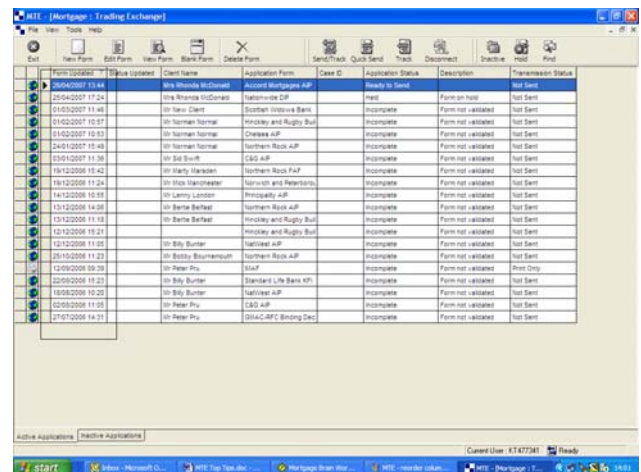 MTE - [Mortgage : Trading Exchange]
File View Tools Help
Exit New Form Edit Form View Form Blank Form Delete Form Send/Track Quick Send Track Disconnect Inactive Hold Find
Form Updated Status Updated Client Name Application Form Case ID Application Status Description Transmission Status
26/04/2007 13:44 Mrs Rhonda McDonald Accord Mortgages AIP Ready to Send Not Sent
25/04/2007 17:24 Mrs Rhonda McDonald Nationwide DIP Held Form on hold Not Sent
01/03/2007 11:46 Mr New Client Scottish Widows Bank Incomplete Form not validated Not Sent
01/02/2007 10:57 Mr Norman Normal Hinckley and Rugby Buil Incomplete Form not validated Not Sent
01/02/2007 10:53 Mr Norman Normal Chelsea AIP Incomplete Form not validated Not Sent
24/01/2007 15:49 Mr Norman Normal Northern Rock AIP Incomplete Form not validated Not Sent
03/01/2007 11:38 Mr Sid Swift C&G AIP Incomplete Form not validated Not Sent
19/12/2006 15:42 Mr Marty Marsden Northern Rock FAF Incomplete Form not validated Not Sent
19/12/2006 11:24 Mr Mick Manchester Norwich and Peterborou Incomplete Form not validated Not Sent
14/12/2006 10:55 Mr Lenny London Principality AIP Incomplete Form not validated Not Sent
13/12/2006 14:06 Mr Bertie Belfast Northern Rock AIP Incomplete Form not validated Not Sent
13/12/2006 11:18 Mr Bertie Belfast Hinckley and Rugby Buil Incomplete Form not validated Not Sent
12/12/2006 15:21 Hinckley and Rugby Buil Incomplete Form not validated Not Sent
12/12/2006 11:05 Mr Billy Bunter NatWest AIP Incomplete Form not validated Not Sent
25/10/2006 11:23 Mr Bobby Bournemouth Northern Rock AIP Incomplete Form not validated Not Sent
12/09/2006 09:39 Mr Peter Pru MAF Incomplete Form not validated Print Only
22/08/2006 15:23 Mr Billy Bunter Standard Life Bank KFI Incomplete Form not validated Not Sent
18/08/2006 10:20 Mr Billy Bunter NatWest AIP Incomplete Form not validated Not Sent
02/08/2006 11:05 Mr Peter Pru C&G AIP Incomplete Form not validated Not Sent
27/07/2006 14:31 Mr Peter Pru GMAC-RFC Binding Dec Incomplete Form not validated Not Sent
Active Applications Inactive Applications
Current User : KT477341 Ready
start Inbox - Microsoft O... MTE Top Tips.doc -... Mortgage Brain Wor... MTE -reorder colum... MTE - [Mortgage : T... 14:51